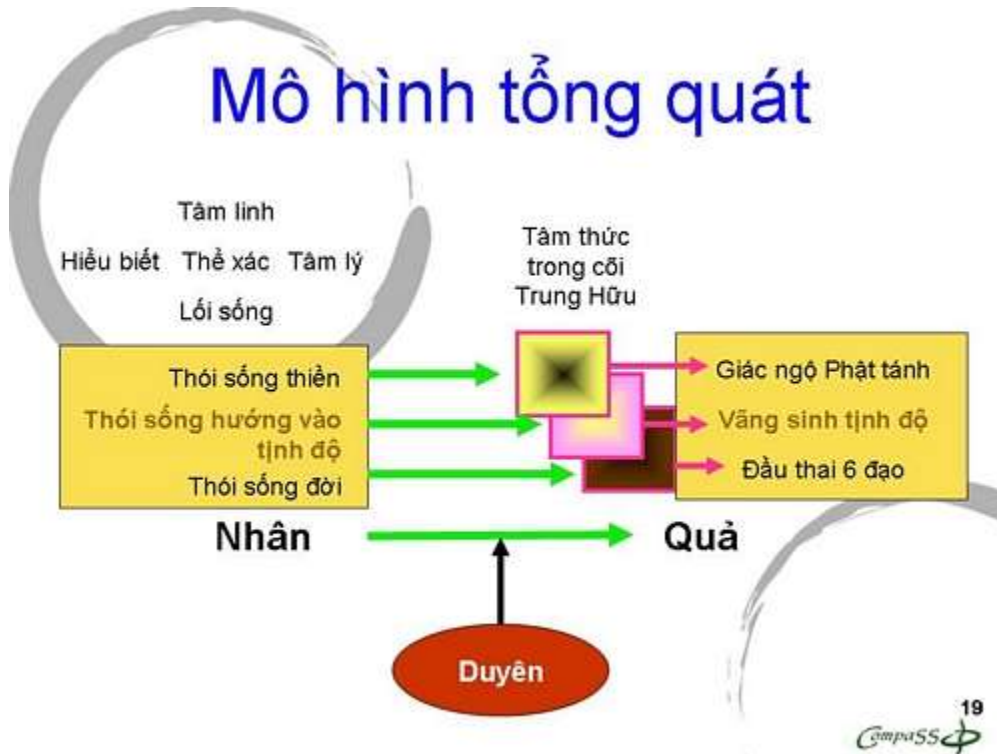 Mô hình tổng quát
Tâm linh
Hiểu biết Thể xác Tâm lý
Lối sống
Tâm thức
trong cõi
Trung Hữu
Thói sống thiền
Thói sống hướng vào
tịnh độ
Thói sống đời
Giác ngộ Phật tánh
Vãng sinh tịnh độ
Đầu thai 6 đạo
Nhân
Quả
Duyên
19
CompaSS